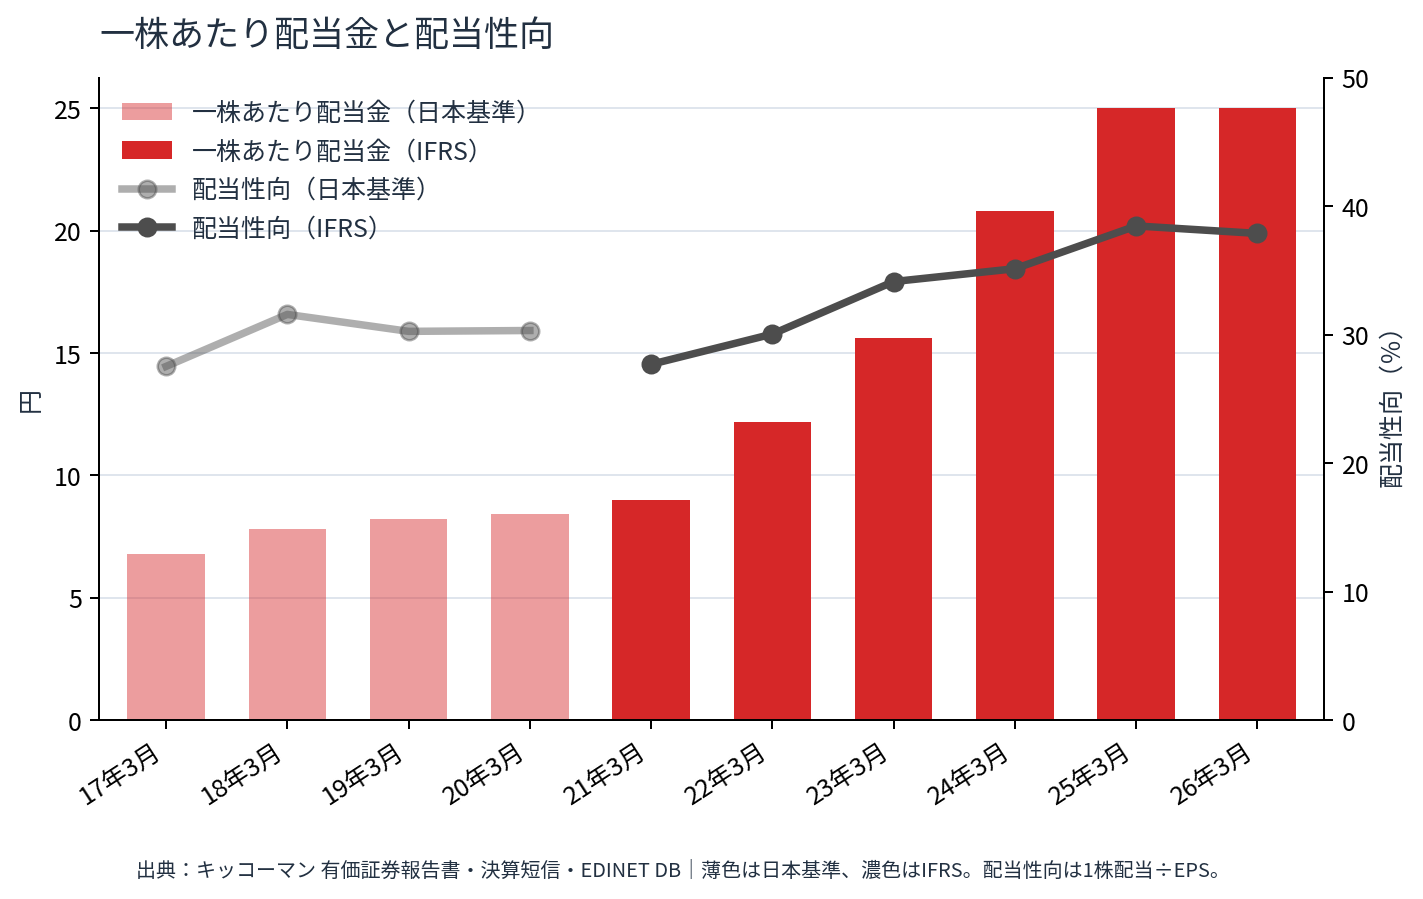 一株あたり配当金と配当性向
一株あたり配当金（日本基準）
一株あたり配当金（IFRS）
配当性向（日本基準）
配当性向（IFRS）
円
25
20
15
10
5
0
配当性向（%）
50
40
30
20
10
0
17年3月
18年3月
19年3月
20年3月
21年3月
22年3月
23年3月
24年3月
25年3月
26年3月
出典：キッコーマン 有価証券報告書・決算短信・EDINET DB｜薄色は日本基準、濃色はIFRS。配当性向は1株配当÷EPS。